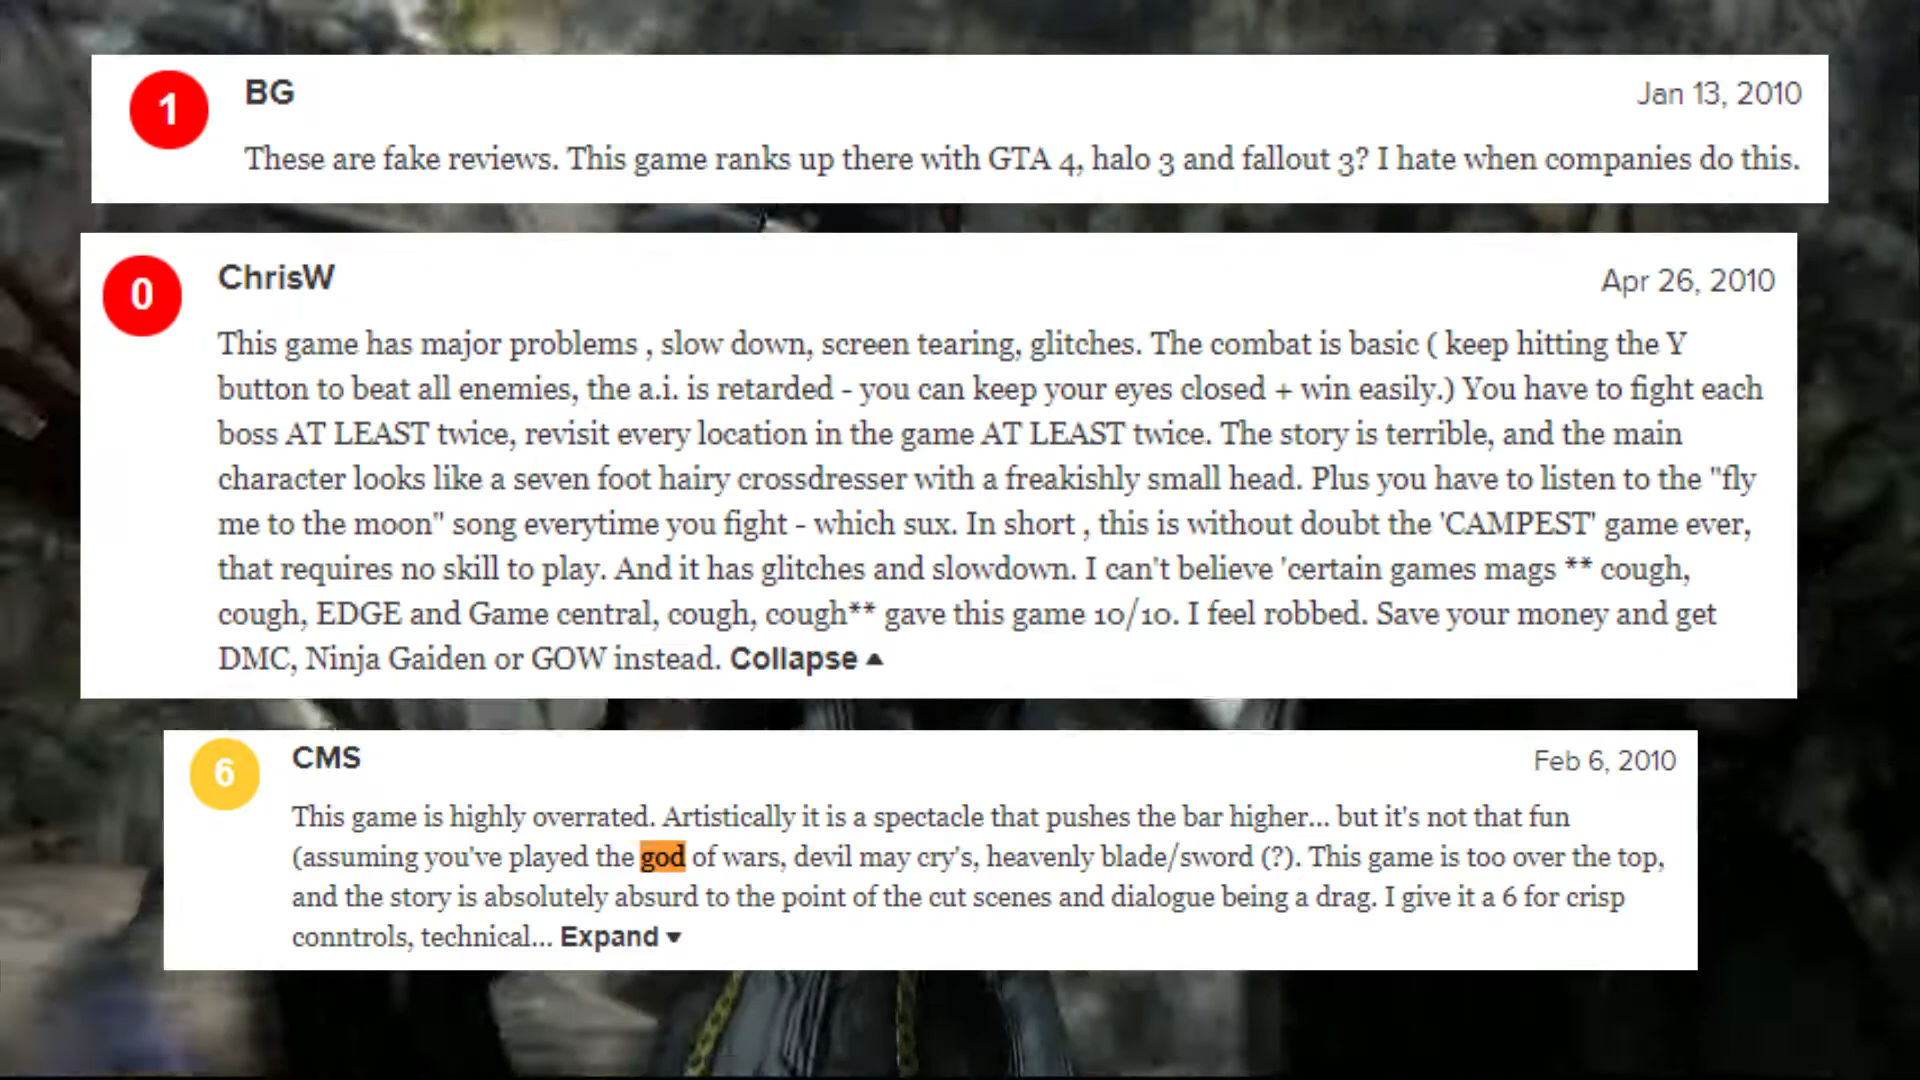 1
BG
Jan 13, 2010
These are fake reviews. This game ranks up there with GTA 4, halo 3 and fallout 3? I hate when companies do this.
0
ChrisW
Apr 26, 2010
This game has major problems , slow down, screen tearing, glitches. The combat is basic ( keep hitting the Y
button to beat all enemies, the a.i. is retarded - you can keep your eyes closed + win easily.) You have to fight each
boss AT LEAST twice, revisit every location in the game AT LEAST twice. The story is terrible, and the main
character looks like a seven foot hairy crossdresser with a freakishly small head. Plus you have to listen to the "fly
me to the moon" song everytime you fight - which sux. In short , this is without doubt the 'CAMPEST' game ever,
that requires no skill to play. And it has glitches and slowdown. I can't believe 'certain games mags ** cough,
cough, EDGE and Game central, cough, cough** gave this game 10/10. I feel robbed. Save your money and get
DMC, Ninja Gaiden or GOW instead. Collapse ▲
6
CMS
Feb 6, 2010
This game is highly overrated. Artistically it is a spectacle that pushes the bar higher... but it's not that fun
(assuming you've played the god of wars, devil may cry's, heavenly blade/sword (?). This game is too over the top,
and the story is absolutely absurd to the point of the cut scenes and dialogue being a drag. I give it a 6 for crisp
conntrols, technical... Expand ▼